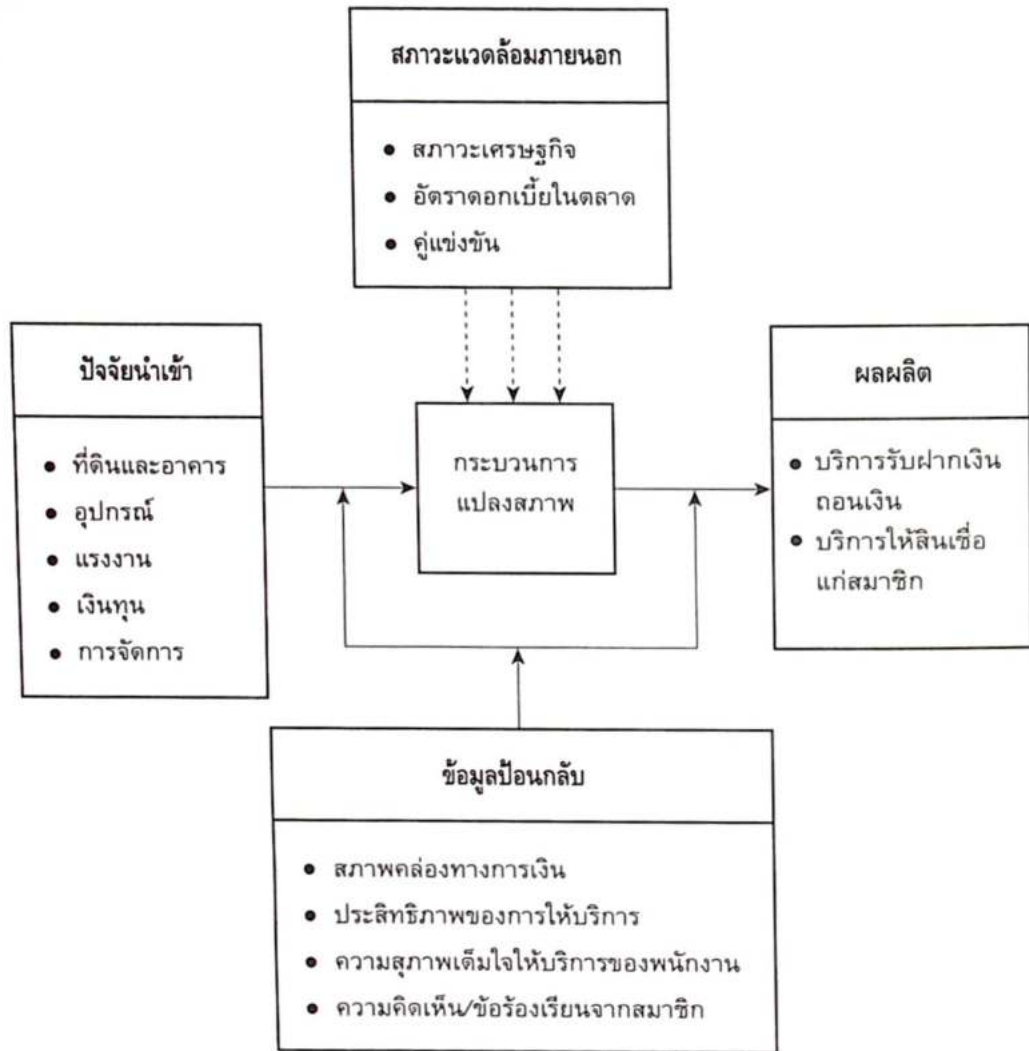 สภาวะแวดล้อมภายนอก
● สภาวะเศรษฐกิจ
● อัตราดอกเบี้ยในตลาด
● คู่แข่งขัน
ปัจจัยนำเข้า
● ที่ดินและอาคาร
● อุปกรณ์
● แรงงาน
● เงินทุน
● การจัดการ
กระบวนการ
แปลงสภาพ
ผลผลิต
● บริการรับฝากเงิน
ถอนเงิน
● บริการให้สินเชื่อ
แก่สมาชิก
ข้อมูลป้อนกลับ
● สภาพคล่องทางการเงิน
● ประสิทธิภาพของการให้บริการ
● ความสุภาพเต็มใจให้บริการของพนักงาน
● ความคิดเห็น/ข้อร้องเรียนจากสมาชิก